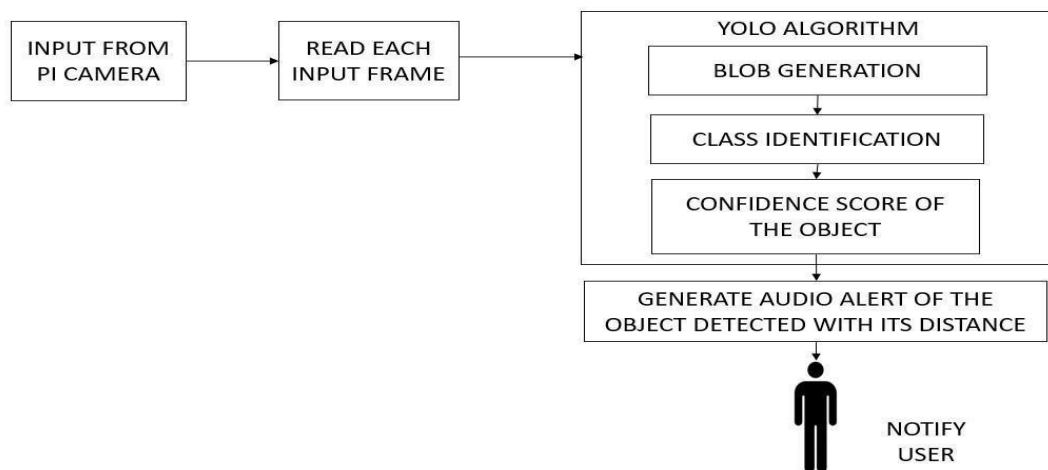 INPUT FROM
PI CAMERA
READ EACH
INPUT FRAME
YOLO ALGORITHM
BLOB GENERATION
CLASS IDENTIFICATION
CONFIDENCE SCORE OF
THE OBJECT
GENERATE AUDIO ALERT OF THE
OBJECT DETECTED WITH ITS DISTANCE
NOTIFY
USER